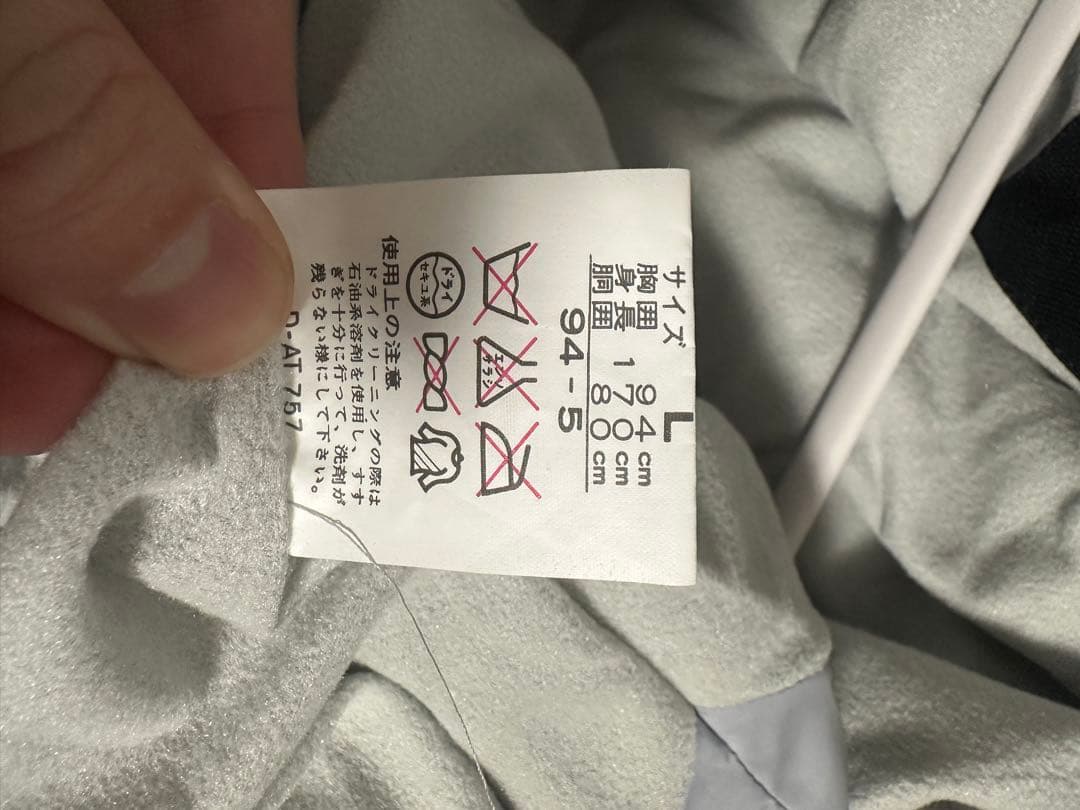 サイズ L
胸囲 94cm
身長 170cm
胴囲 80cm
94-5
エンソ
サラシ
ドライ
セキユ系
使用上の注意
ドライクリーニングの際は
石油系溶剤を使用し、すす
ぎを十分に行って、洗剤が
残らない様にして下さい。
D-AT 757